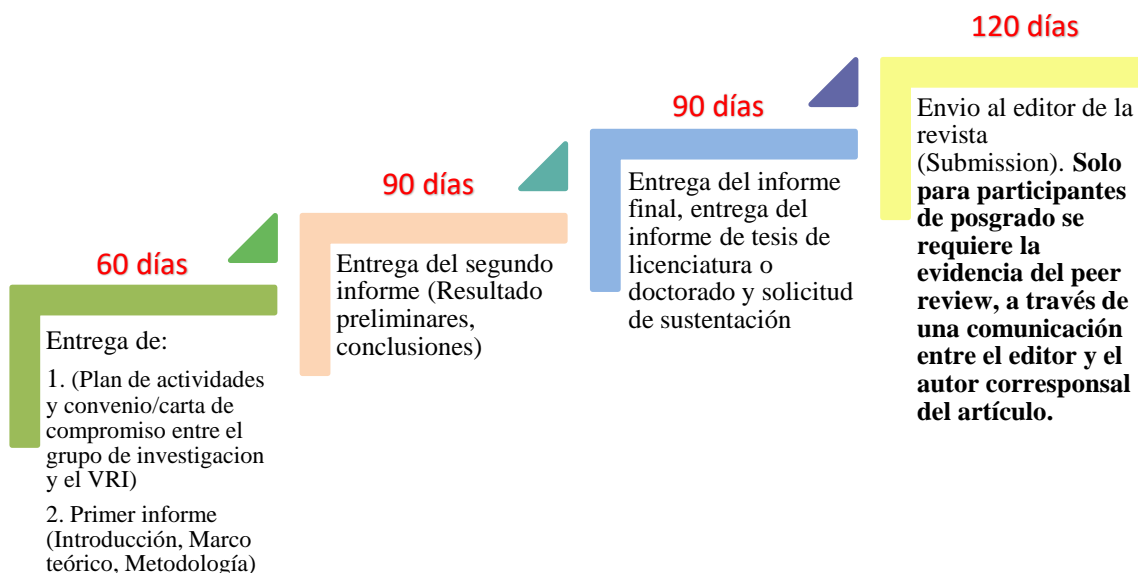 60 días
Entrega de:
1. (Plan de actividades
y convenio/carta de
compromiso entre el
grupo de investigacion
y el VRI)
2. Primer informe
(Introducción, Marco
teórico, Metodología)
90 días
Entrega del segundo
informe (Resultado
preliminares,
conclusiones)
90 días
Entrega del informe
final, entrega del
informe de tesis de
licenciatura o
doctorado y solicitud
de sustentación
120 días
Envio al editor de la
revista
(Submission). Solo
para participantes
de posgrado se
requiere la
evidencia del peer
review, a través de
una comunicación
entre el editor y el
autor corresponsal
del artículo.